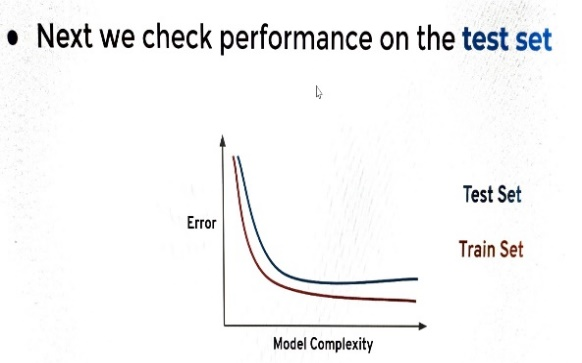 • Next we check performance on the test set
Error
Test Set
Train Set
Model Complexity